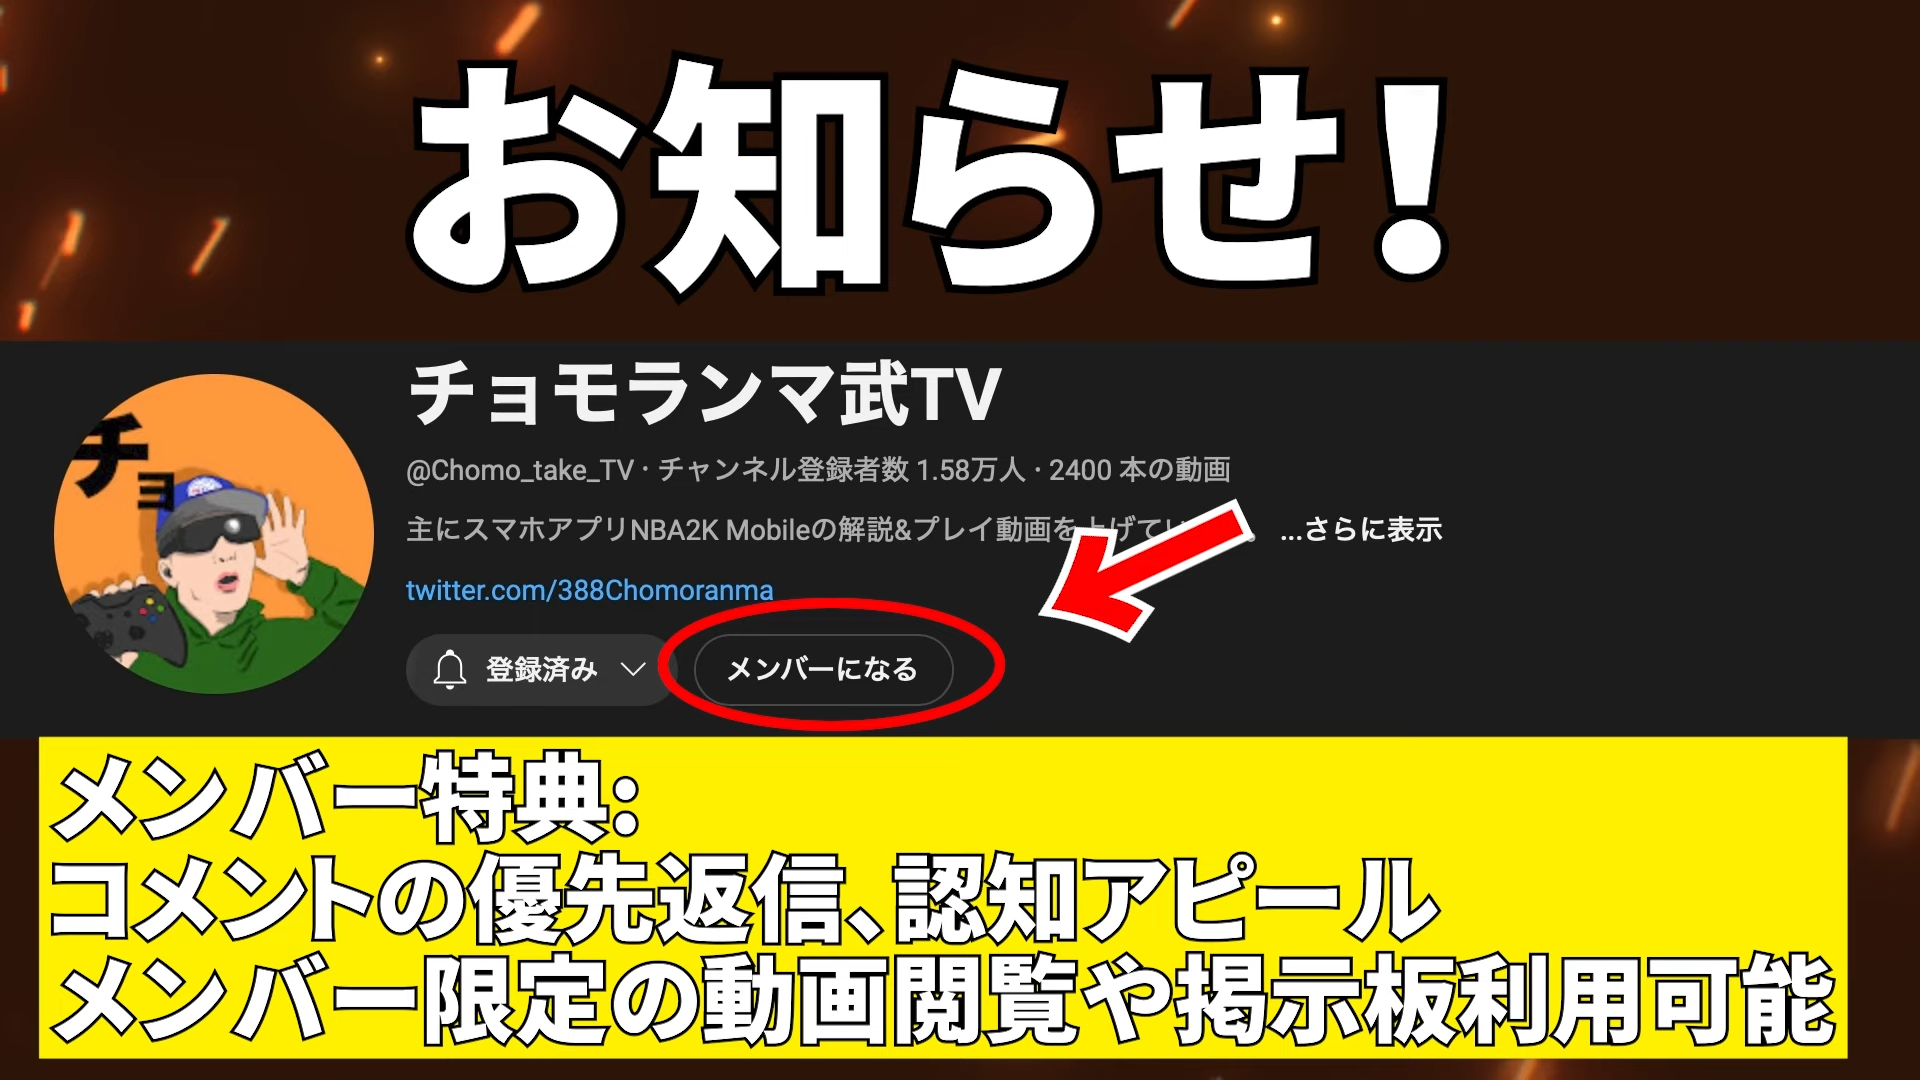 お知らせ!
チョ
チョモランマ武TV
@Chomo_take_TV · チャンネル登録者数 1.58万人 · 2400 本の動画
主にスマホアプリNBA2K Mobileの解説&プレイ動画を上げてい ...さらに表示
twitter.com/388Chomoranma
登録済み
メンバーになる
メンバー特典:
コメントの優先返信、認知アピール
メンバー限定の動画閲覧や掲示板利用可能